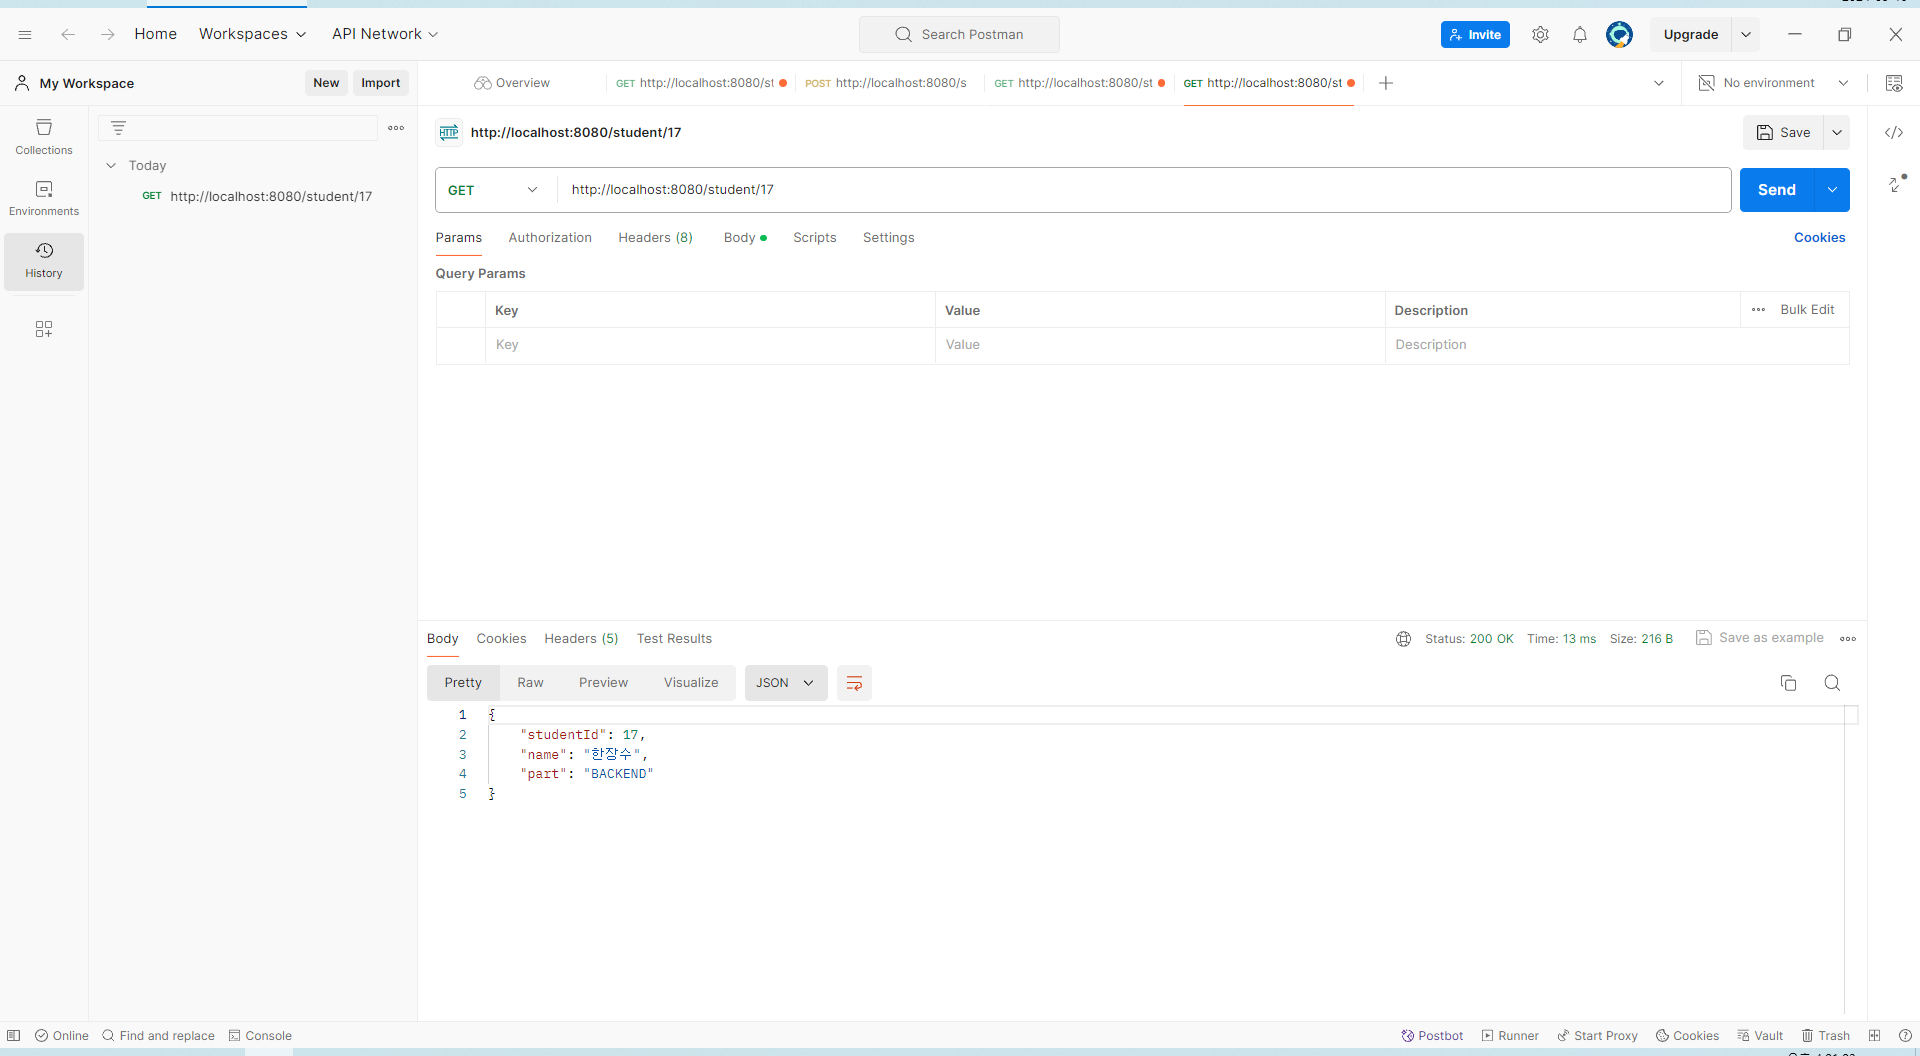 Home Workspaces API Network Search Postman Invite Upgrade
My Workspace New Import Overview GET http://localhost:8080/st POST http://localhost:8080/s GET http://localhost:8080/st GET http://localhost:8080/st No environment
Collections
Environments
History
Today
GET http://localhost:8080/student/17
HTTP http://localhost:8080/student/17 Save
GET http://localhost:8080/student/17 Send
Params Authorization Headers (8) Body Scripts Settings Cookies
Query Params
Key Value Description Bulk Edit
Key Value Description
Body Cookies Headers (5) Test Results Status: 200 OK Time: 13 ms Size: 216 B Save as example
Pretty Raw Preview Visualize JSON
1 {
2 "studentId": 17,
3 "name": "한장수",
4 "part": "BACKEND"
5 }
Online Find and replace Console Postbot Runner Start Proxy Cookies Vault Trash